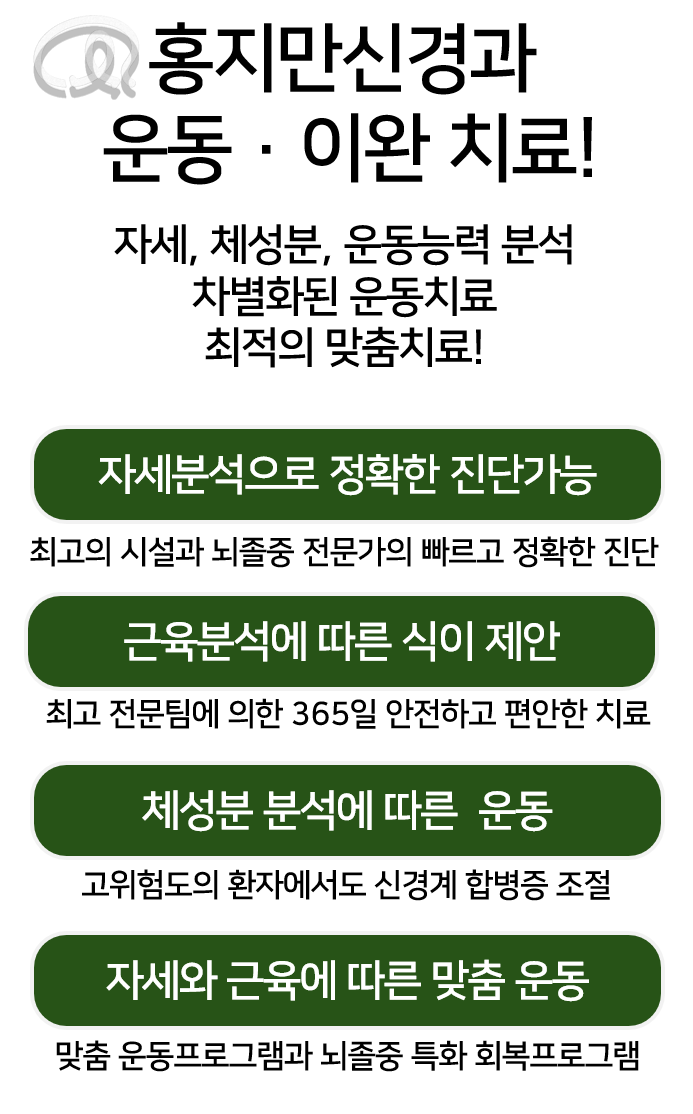 홍지만신경과
운동 · 이완 치료!
자세, 체성분, 운동능력 분석
차별화된 운동치료
최적의 맞춤치료!
자세분석으로 정확한 진단가능
최고의 시설과 뇌졸중 전문가의 빠르고 정확한 진단
근육분석에 따른 식이 제안
최고 전문팀에 의한 365일 안전하고 편안한 치료
체성분 분석에 따른 운동
고위험도의 환자에서도 신경계 합병증 조절
자세와 근육에 따른 맞춤 운동
맞춤 운동프로그램과 뇌졸중 특화 회복프로그램